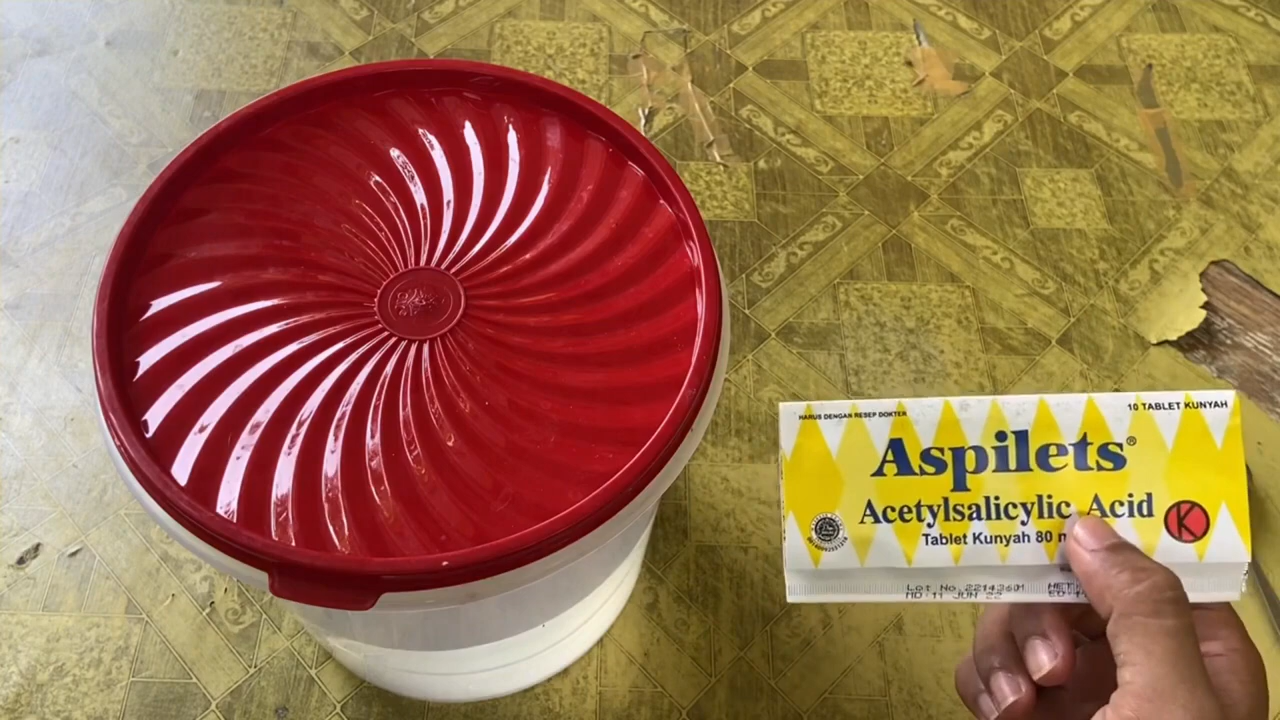 HARUS DENGAN RESEP DOKTER
10 TABLET KUNYAH
Aspilets®
Acetylsalicylic Acid
K
Tablet Kunyah 80
Lot No. 2214360M
MD: 11 JUN 22